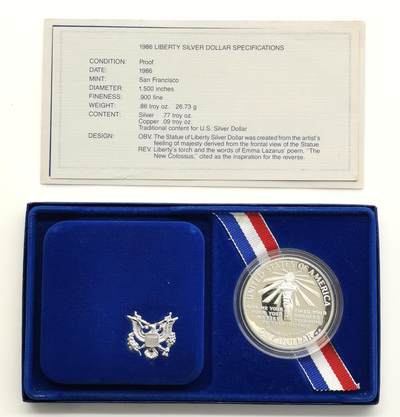 1986 LIBERTY SILVER DOLLAR SPECIFICATIONS
CONDITION: Proof
DATE: 1986
MINT: San Francisco
DIAMETER 1.500 inches
FINENESS: .900 fine
WEIGHT: .86 troy oz. 26.73 g
CONTENT: Silver .77 troy oz.
Copper .09 troy oz.
Traditional content for U.S. Silver Dollar
DESIGN: OBV. The Statue of Liberty Silver Dollar was created from the artist's
feeling of majesty derived from the frontal view of the Statue.
REV. Liberty's torch and the words of Emma Lazarus' poem, "The
New Colossus," cited as the inspiration for the reverse.
UNITED STATES OF AMERICA
DOLLAR